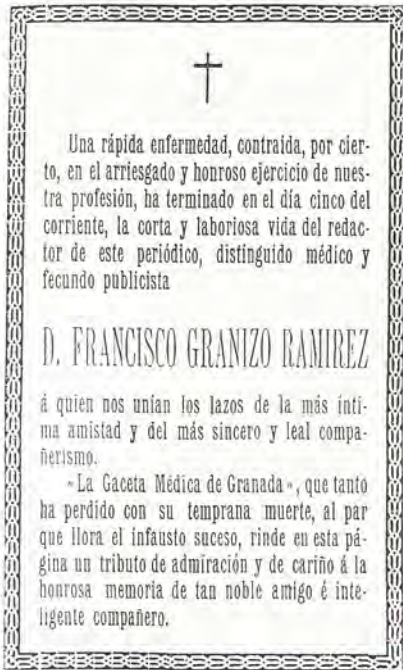 Una rápida enfermedad, contraida, por cier-
to, en el arriesgado y honroso ejercicio de nues-
tra profesión, ha terminado en el día cinco del
corriente, la corta y laboriosa vida del redac-
tor de este periódico, distinguido médico y
fecundo publicista
D. FRANCISCO GRANIZO RAMIREZ
á quien nos unían los lazos de la más ínti-
ma amistad y del más sincero y leal compa-
ñerismo.
«La Gaceta Médica de Granada», que tanto
ha perdido con su temprana muerte, al par
que llora el infausto suceso, rinde en esta pá-
gina un tributo de admiración y de cariño á la
honrosa memoria de tan noble amigo é inte-
ligente compañero.